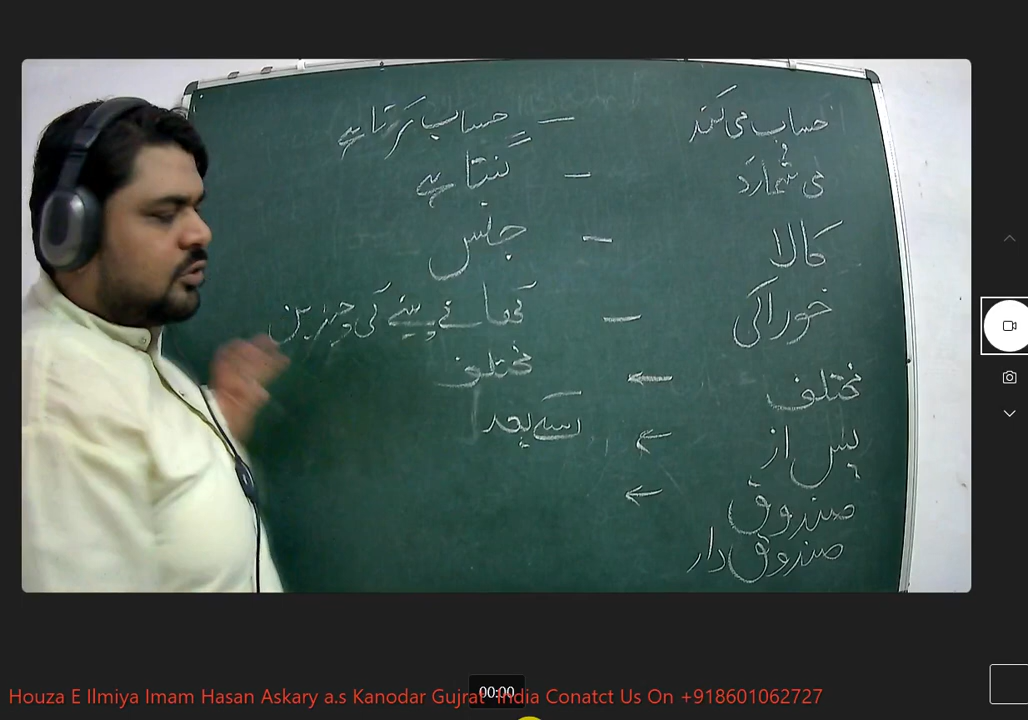 حساب می کند – حساب کرتا ہے
می شمارد – گنتا ہے
کالا – جنس
خوراکی – کھانے پینے کی چیزیں
مختلف ← مختلف
پس از ← اسکے بعد
صندوق ←
صندوق دار
00:00
Houza E Ilmiya Imam Hasan Askary a.s Kanodar Gujrat India Conatct Us On +918601062727